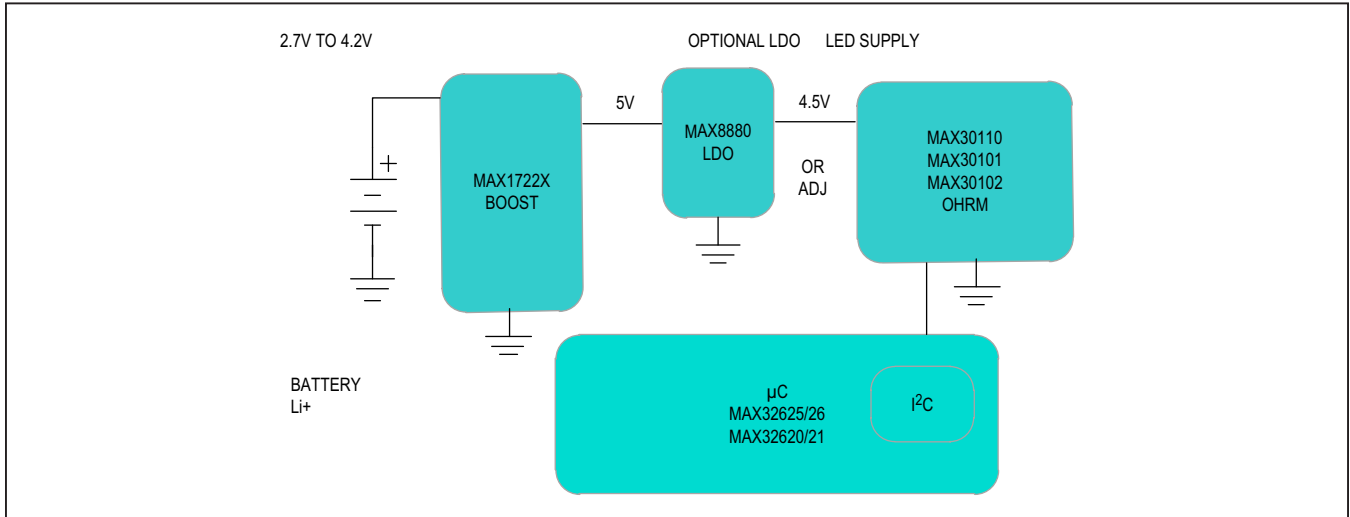 2.7V TO 4.2V
OPTIONAL LDO
LED SUPPLY
5V
4.5V
MAX8880
LDO
OR
ADJ
MAX30110
MAX30101
MAX30102
OHRM
+
MAX1722X
BOOST
BATTERY
Li+
µC
MAX32625/26
MAX32620/21
I²C